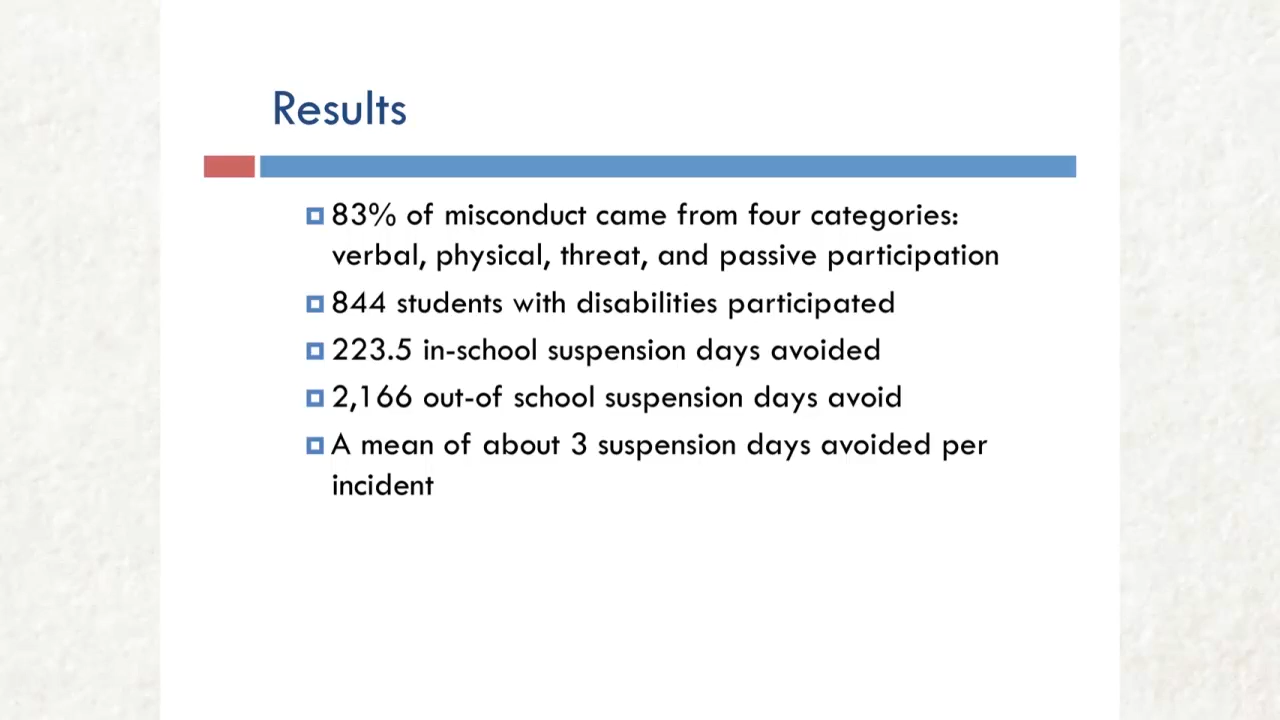 Results
83% of misconduct came from four categories:
verbal, physical, threat, and passive participation
844 students with disabilities participated
223.5 in-school suspension days avoided
2,166 out-of school suspension days avoid
A mean of about 3 suspension days avoided per
incident